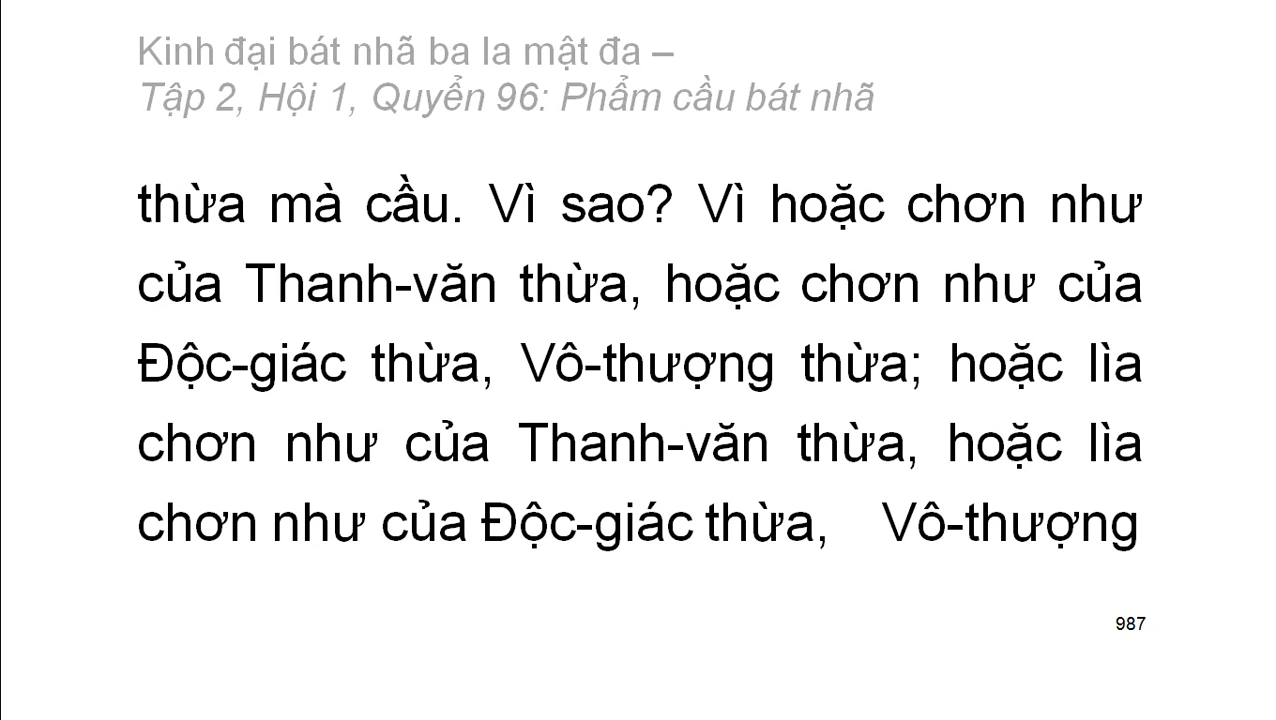 Kinh đại bát nhã ba la mật đa –
Tập 2, Hội 1, Quyển 96: Phẩm cầu bát nhã
thừa mà cầu. Vì sao? Vì hoặc chơn như
của Thanh-văn thừa, hoặc chơn như của
Độc-giác thừa, Vô-thượng thừa; hoặc lìa
chơn như của Thanh-văn thừa, hoặc lìa
chơn như của Độc-giác thừa, Vô-thượng
987